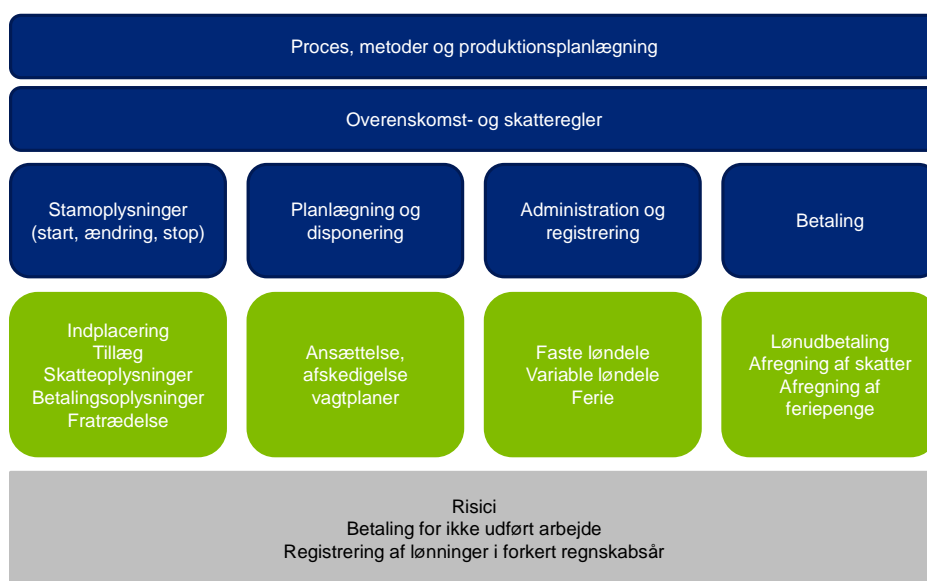 Proces, metoder og produktionsplanlægning
Overenskomst- og skatteregler
Stamoplysninger
(start, ændring, stop)
Planlægning og
disponering
Administration og
registrering
Betaling
Indplacering
Tillæg
Skatteoplysninger
Betalingsoplysninger
Fratrædelse
Ansættelse,
afskedigelse
vagtplaner
Faste løndele
Variable løndele
Ferie
Lønudbetaling
Afregning af skatter
Afregning af
feriepenge
Risici
Betaling for ikke udført arbejde
Registrering af lønninger i forkert regnskabsår